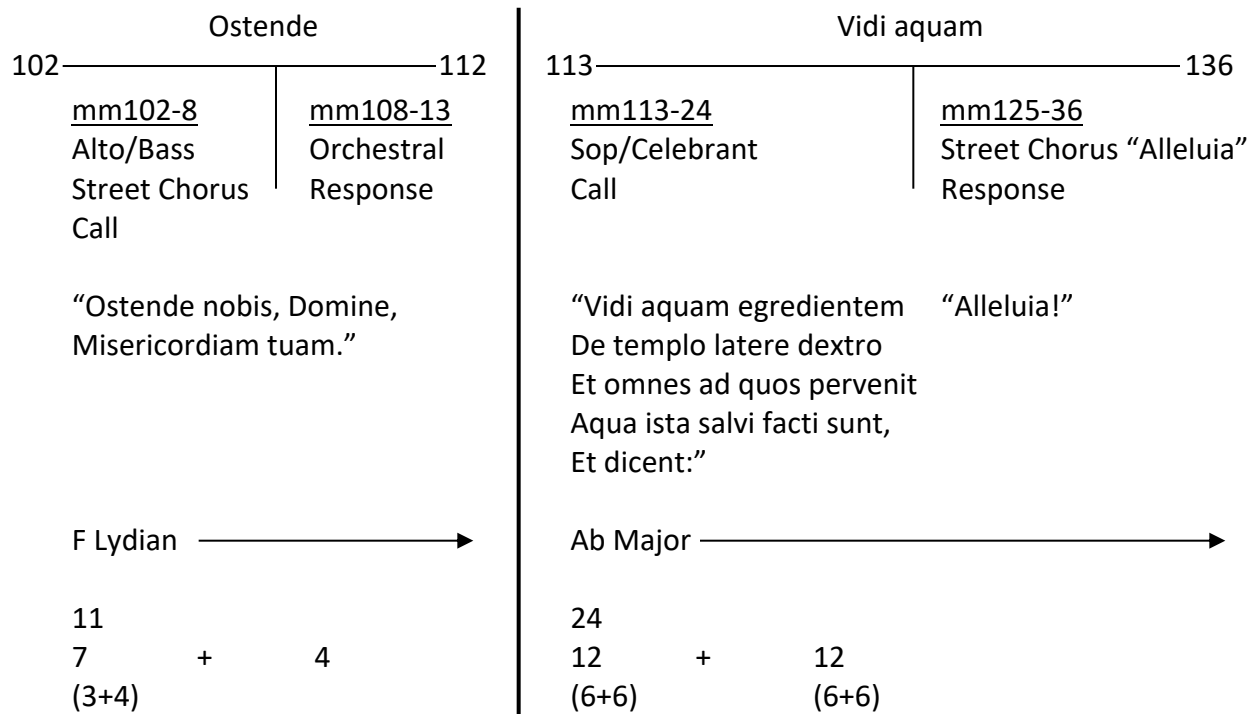 Ostende
102 112
mm102-8
Alto/Bass
Street Chorus
Call
mm108-13
Orchestral
Response
“Ostende nobis, Domine,
Misericordiam tuam.”
F Lydian
11
7 + 4
(3+4)
Vidi aquam
113 136
mm113-24
Sop/Celebrant
Call
mm125-36
Street Chorus “Alleluia”
Response
“Vidi aquam egredientem
De templo latere dextro
Et omnes ad quos pervenit
Aqua ista salvi facti sunt,
Et dicent:”
“Alleluia!”
Ab Major
24
12 + 12
(6+6) (6+6)